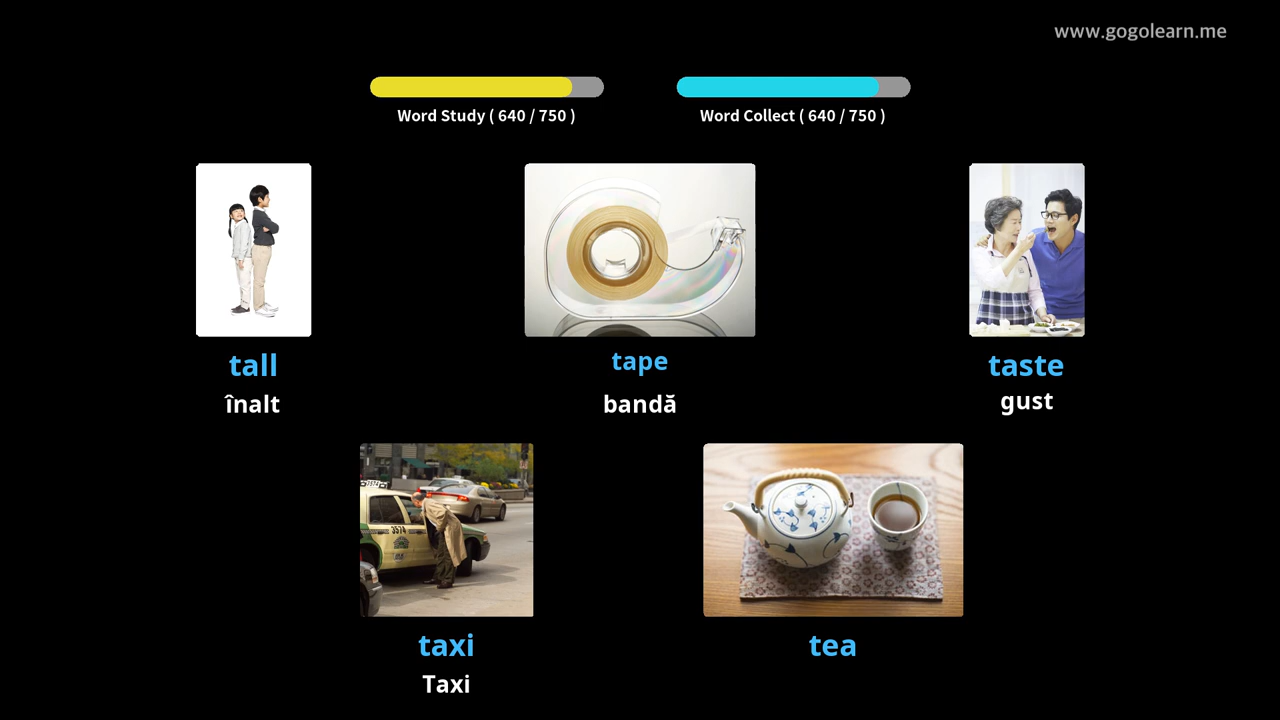 www.gogolearn.me
Word Study ( 640 / 750 )
Word Collect ( 640 / 750 )
tall
înalt
tape
bandă
taste
gust
3574
taxi
Taxi
tea